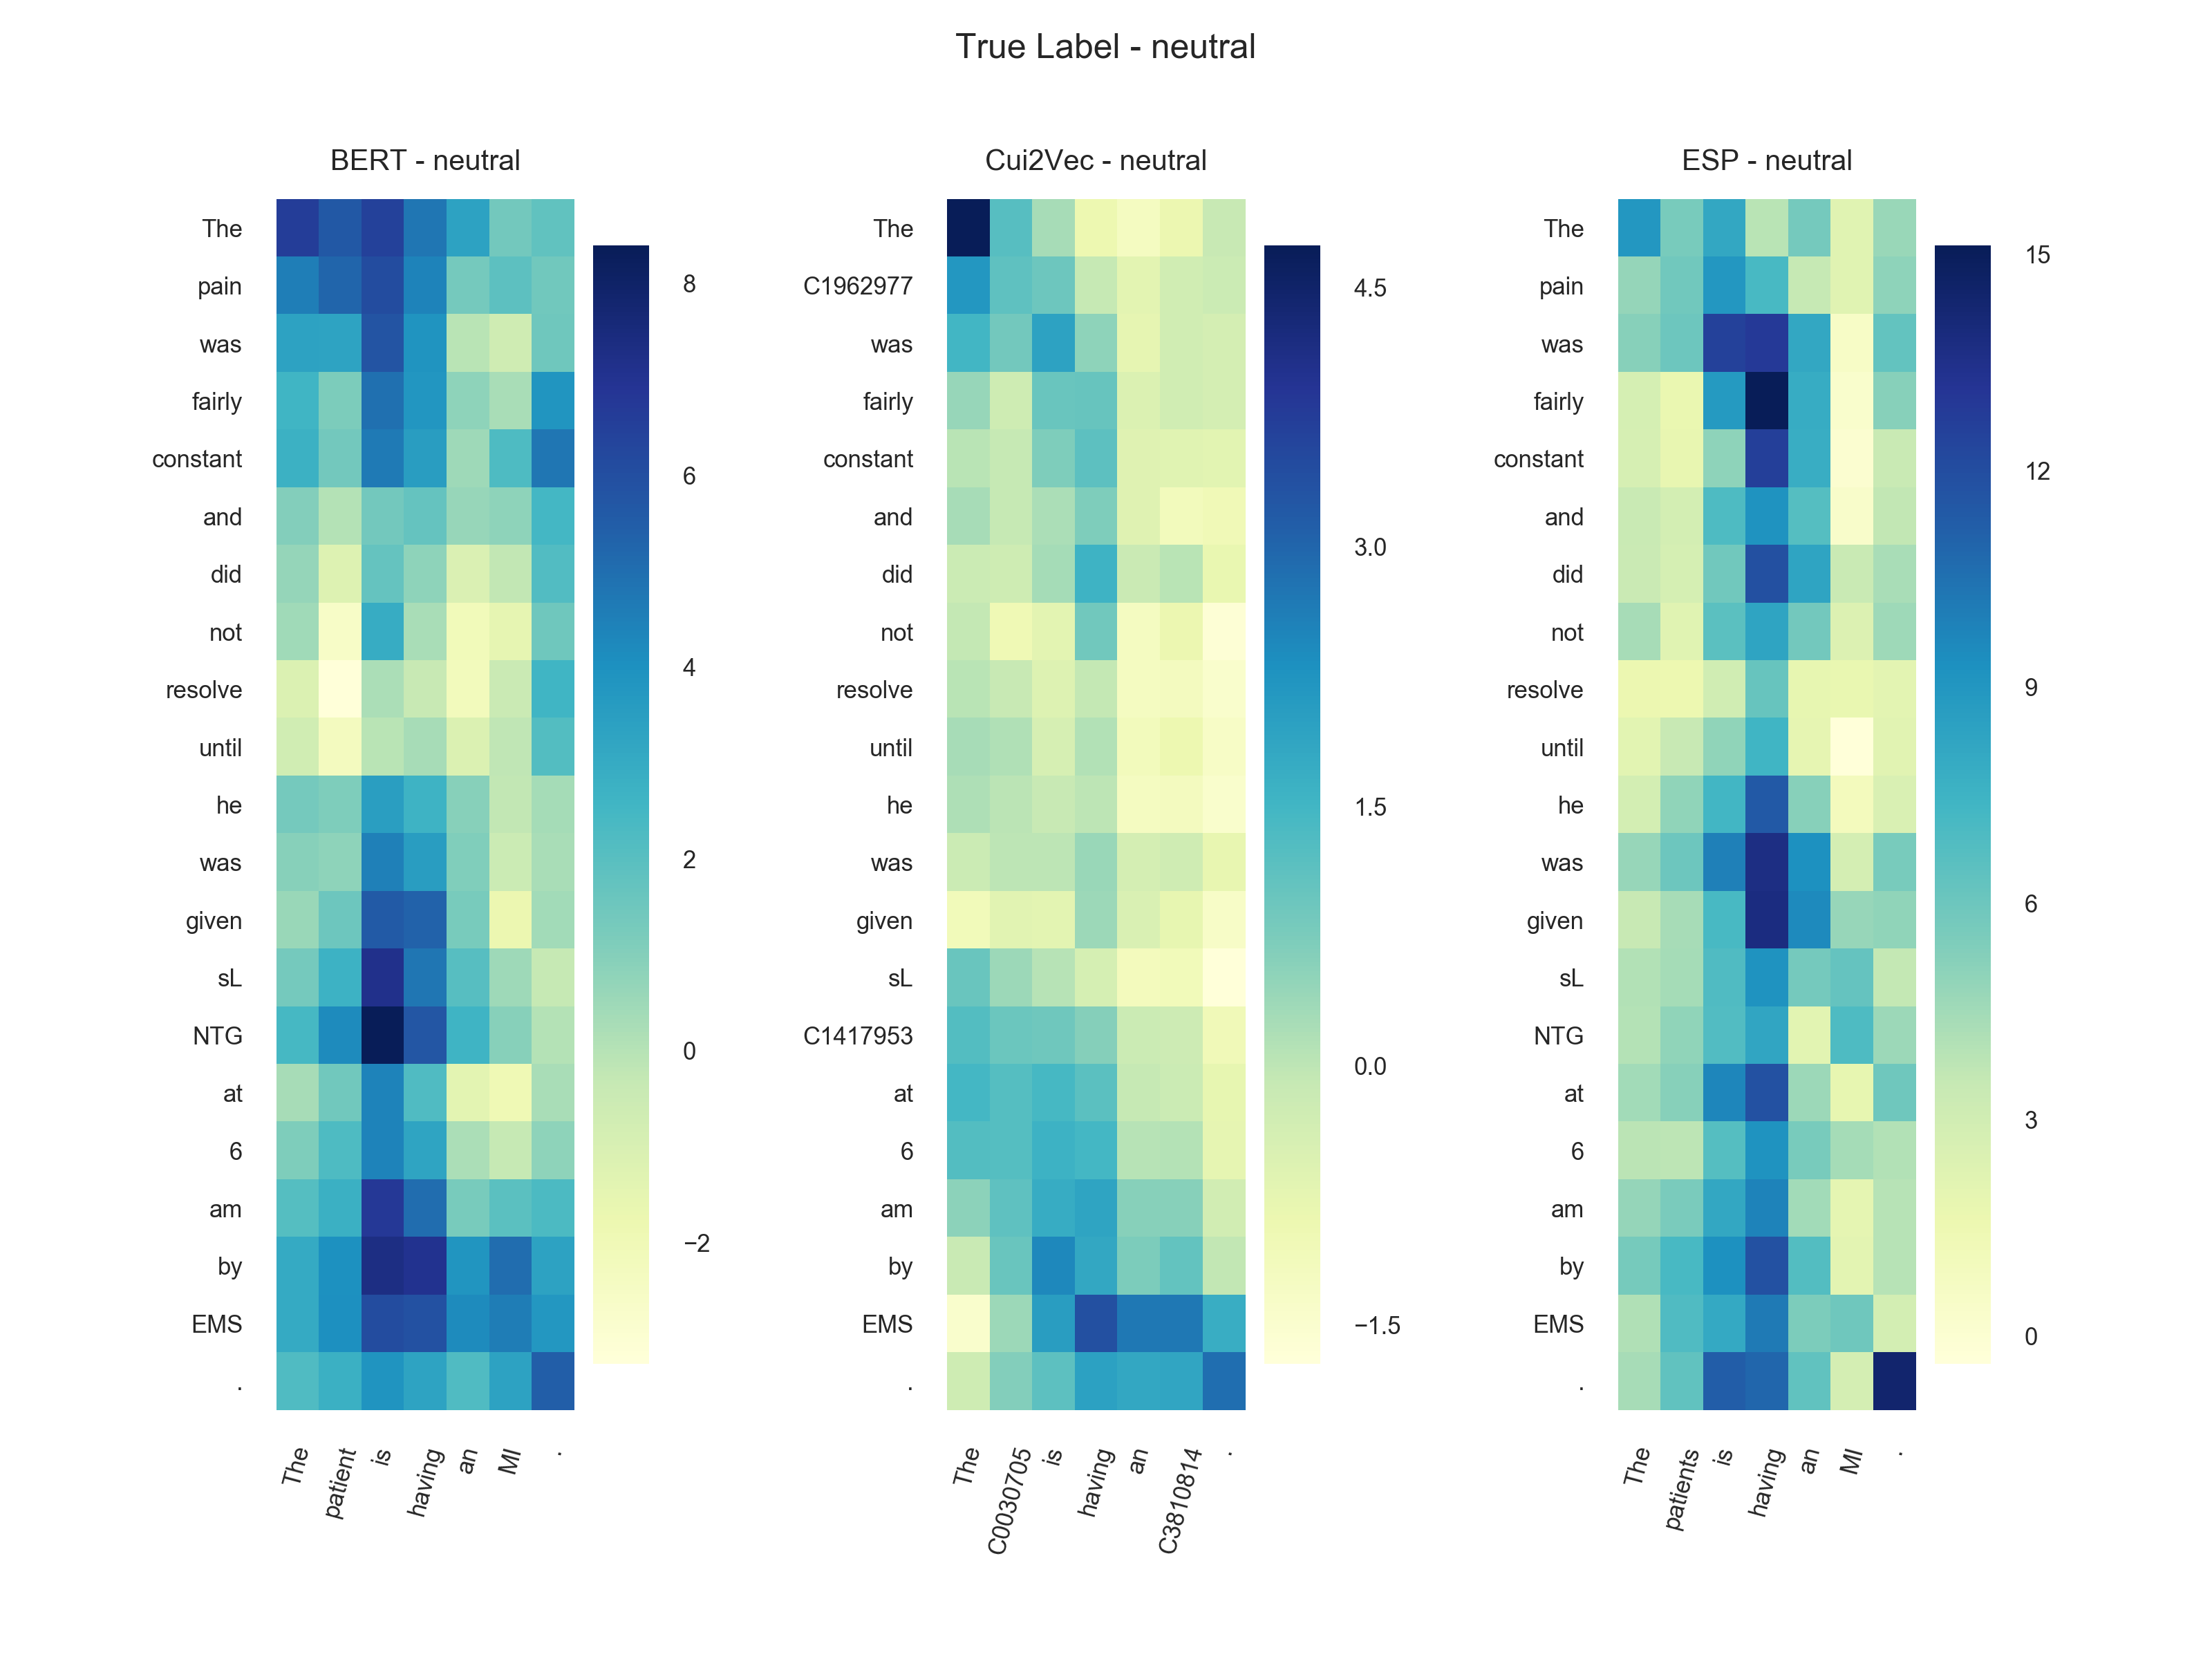 True Label - neutral
BERT - neutral
The
pain
was
fairly
constant
and
did
not
resolve
until
he
was
given
sL
NTG
at
6
am
by
EMS
.
The
patient
is
having
an
MI
.
8
6
4
2
0
−2
Cui2Vec - neutral
The
C1962977
was
fairly
constant
and
did
not
resolve
until
he
was
given
sL
C1417953
at
6
am
by
EMS
.
The
C0030705
is
having
an
C3810814
.
4.5
3.0
1.5
0.0
−1.5
ESP - neutral
The
pain
was
fairly
constant
and
did
not
resolve
until
he
was
given
sL
NTG
at
6
am
by
EMS
.
The
patients
is
having
an
MI
.
15
12
9
6
3
0